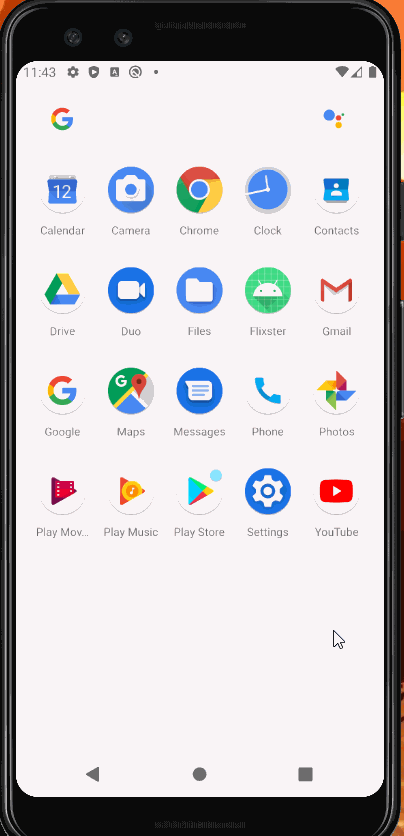 11:43
Calendar Camera Chrome Clock Contacts
Drive Duo Files Flixster Gmail
Google Maps Messages Phone Photos
Play Mov... Play Music Play Store Settings YouTube
12